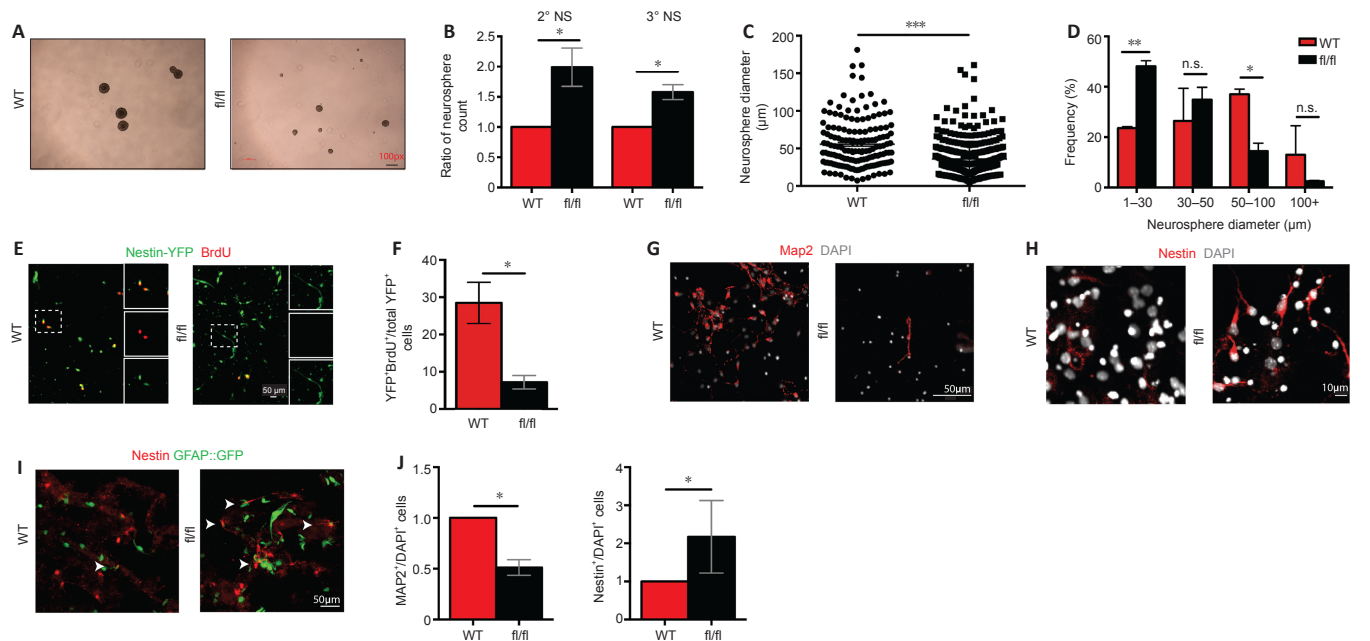 A
WT
fl/fl
100px
B
2° NS
3° NS
*
*
Ratio of neurosphere
count
2.5
2.0
1.5
1.0
0.5
0
WT
fl/fl
WT
fl/fl
C
***
Neurosphere diameter
(µm)
200
150
100
50
0
WT
fl/fl
D
WT
fl/fl
**
n.s.
*
n.s.
Frequency (%)
60
40
20
0
1–30
30–50
50–100
100+
Neurosphere diameter (µm)
E
Nestin-YFP BrdU
WT
fl/fl
50 µm
F
*
YFP⁺BrdU⁺/total YFP⁺
cells
40
30
20
10
0
WT
fl/fl
G
Map2 DAPI
WT
fl/fl
50µm
H
Nestin DAPI
WT
fl/fl
10µm
I
Nestin GFAP::GFP
WT
fl/fl
50µm
J
*
MAP2⁺/DAPI⁺ cells
1.5
1.0
0.5
0
WT
fl/fl
*
Nestin⁺/DAPI⁺ cells
4
2
1
0
WT
fl/fl